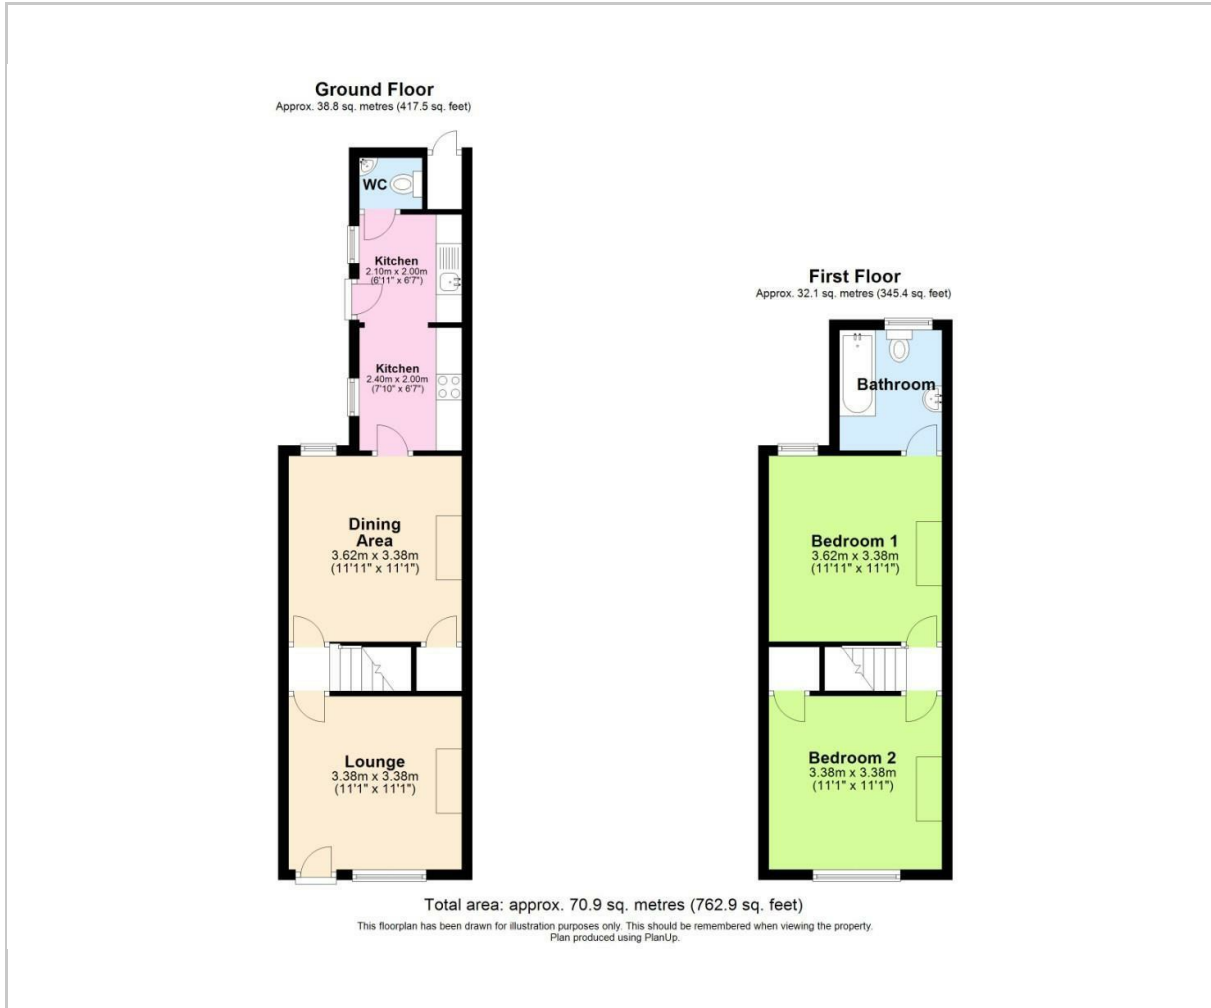 Ground Floor
Approx. 38.8 sq. metres (417.5 sq. feet)
WC
Kitchen
2.10m x 2.00m
(6'11" x 6'7")
Kitchen
2.40m x 2.00m
(7'10" x 6'7")
Dining
Area
3.62m x 3.38m
(11'11" x 11'1")
Lounge
3.38m x 3.38m
(11'1" x 11'1")
First Floor
Approx. 32.1 sq. metres (345.4 sq. feet)
Bathroom
Bedroom 1
3.62m x 3.38m
(11'11" x 11'1")
Bedroom 2
3.38m x 3.38m
(11'1" x 11'1")
Total area: approx. 70.9 sq. metres (762.9 sq. feet)
This floorplan has been drawn for illustration purposes only. This should be remembered when viewing the property.
Plan produced using PlanUp.